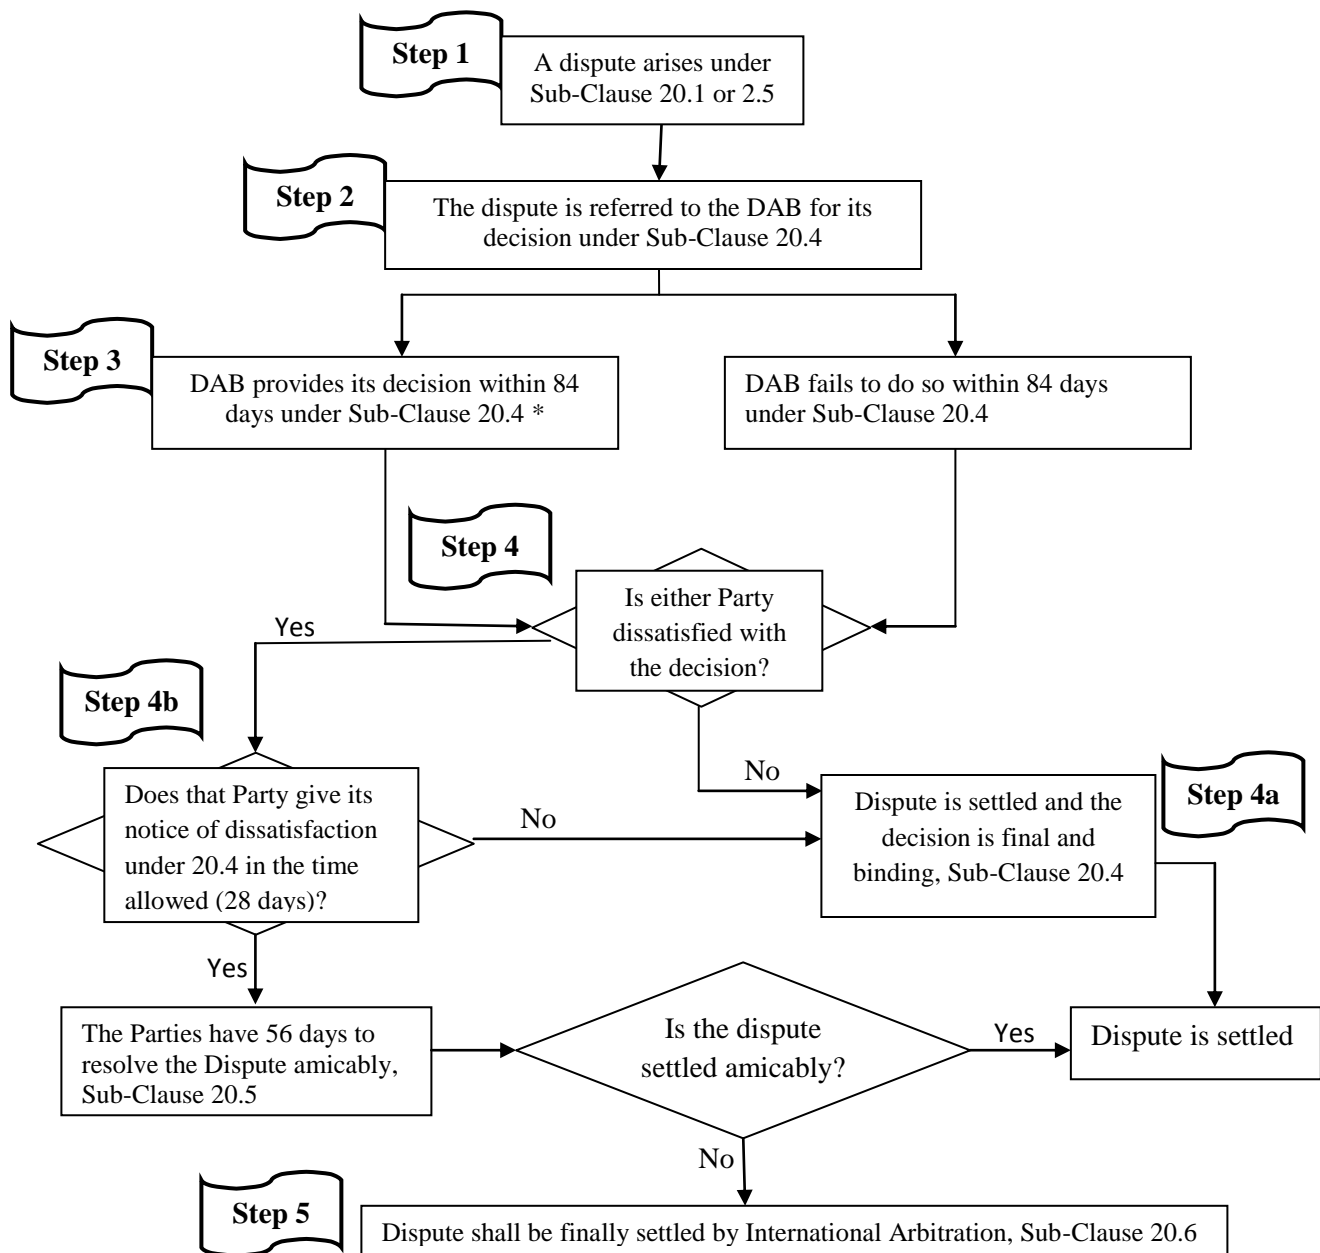 Step 1
A dispute arises under
Sub-Clause 20.1 or 2.5
Step 2
The dispute is referred to the DAB for its
decision under Sub-Clause 20.4
Step 3
DAB provides its decision within 84
days under Sub-Clause 20.4 *
DAB fails to do so within 84 days
under Sub-Clause 20.4
Step 4
Is either Party
dissatisfied with
the decision?
Yes
No
Step 4b
Does that Party give its
notice of dissatisfaction
under 20.4 in the time
allowed (28 days)?
No
Step 4a
Dispute is settled and the
decision is final and
binding, Sub-Clause 20.4
Yes
The Parties have 56 days to
resolve the Dispute amicably,
Sub-Clause 20.5
Is the dispute
settled amicably?
Yes
Dispute is settled
No
Step 5
Dispute shall be finally settled by International Arbitration, Sub-Clause 20.6